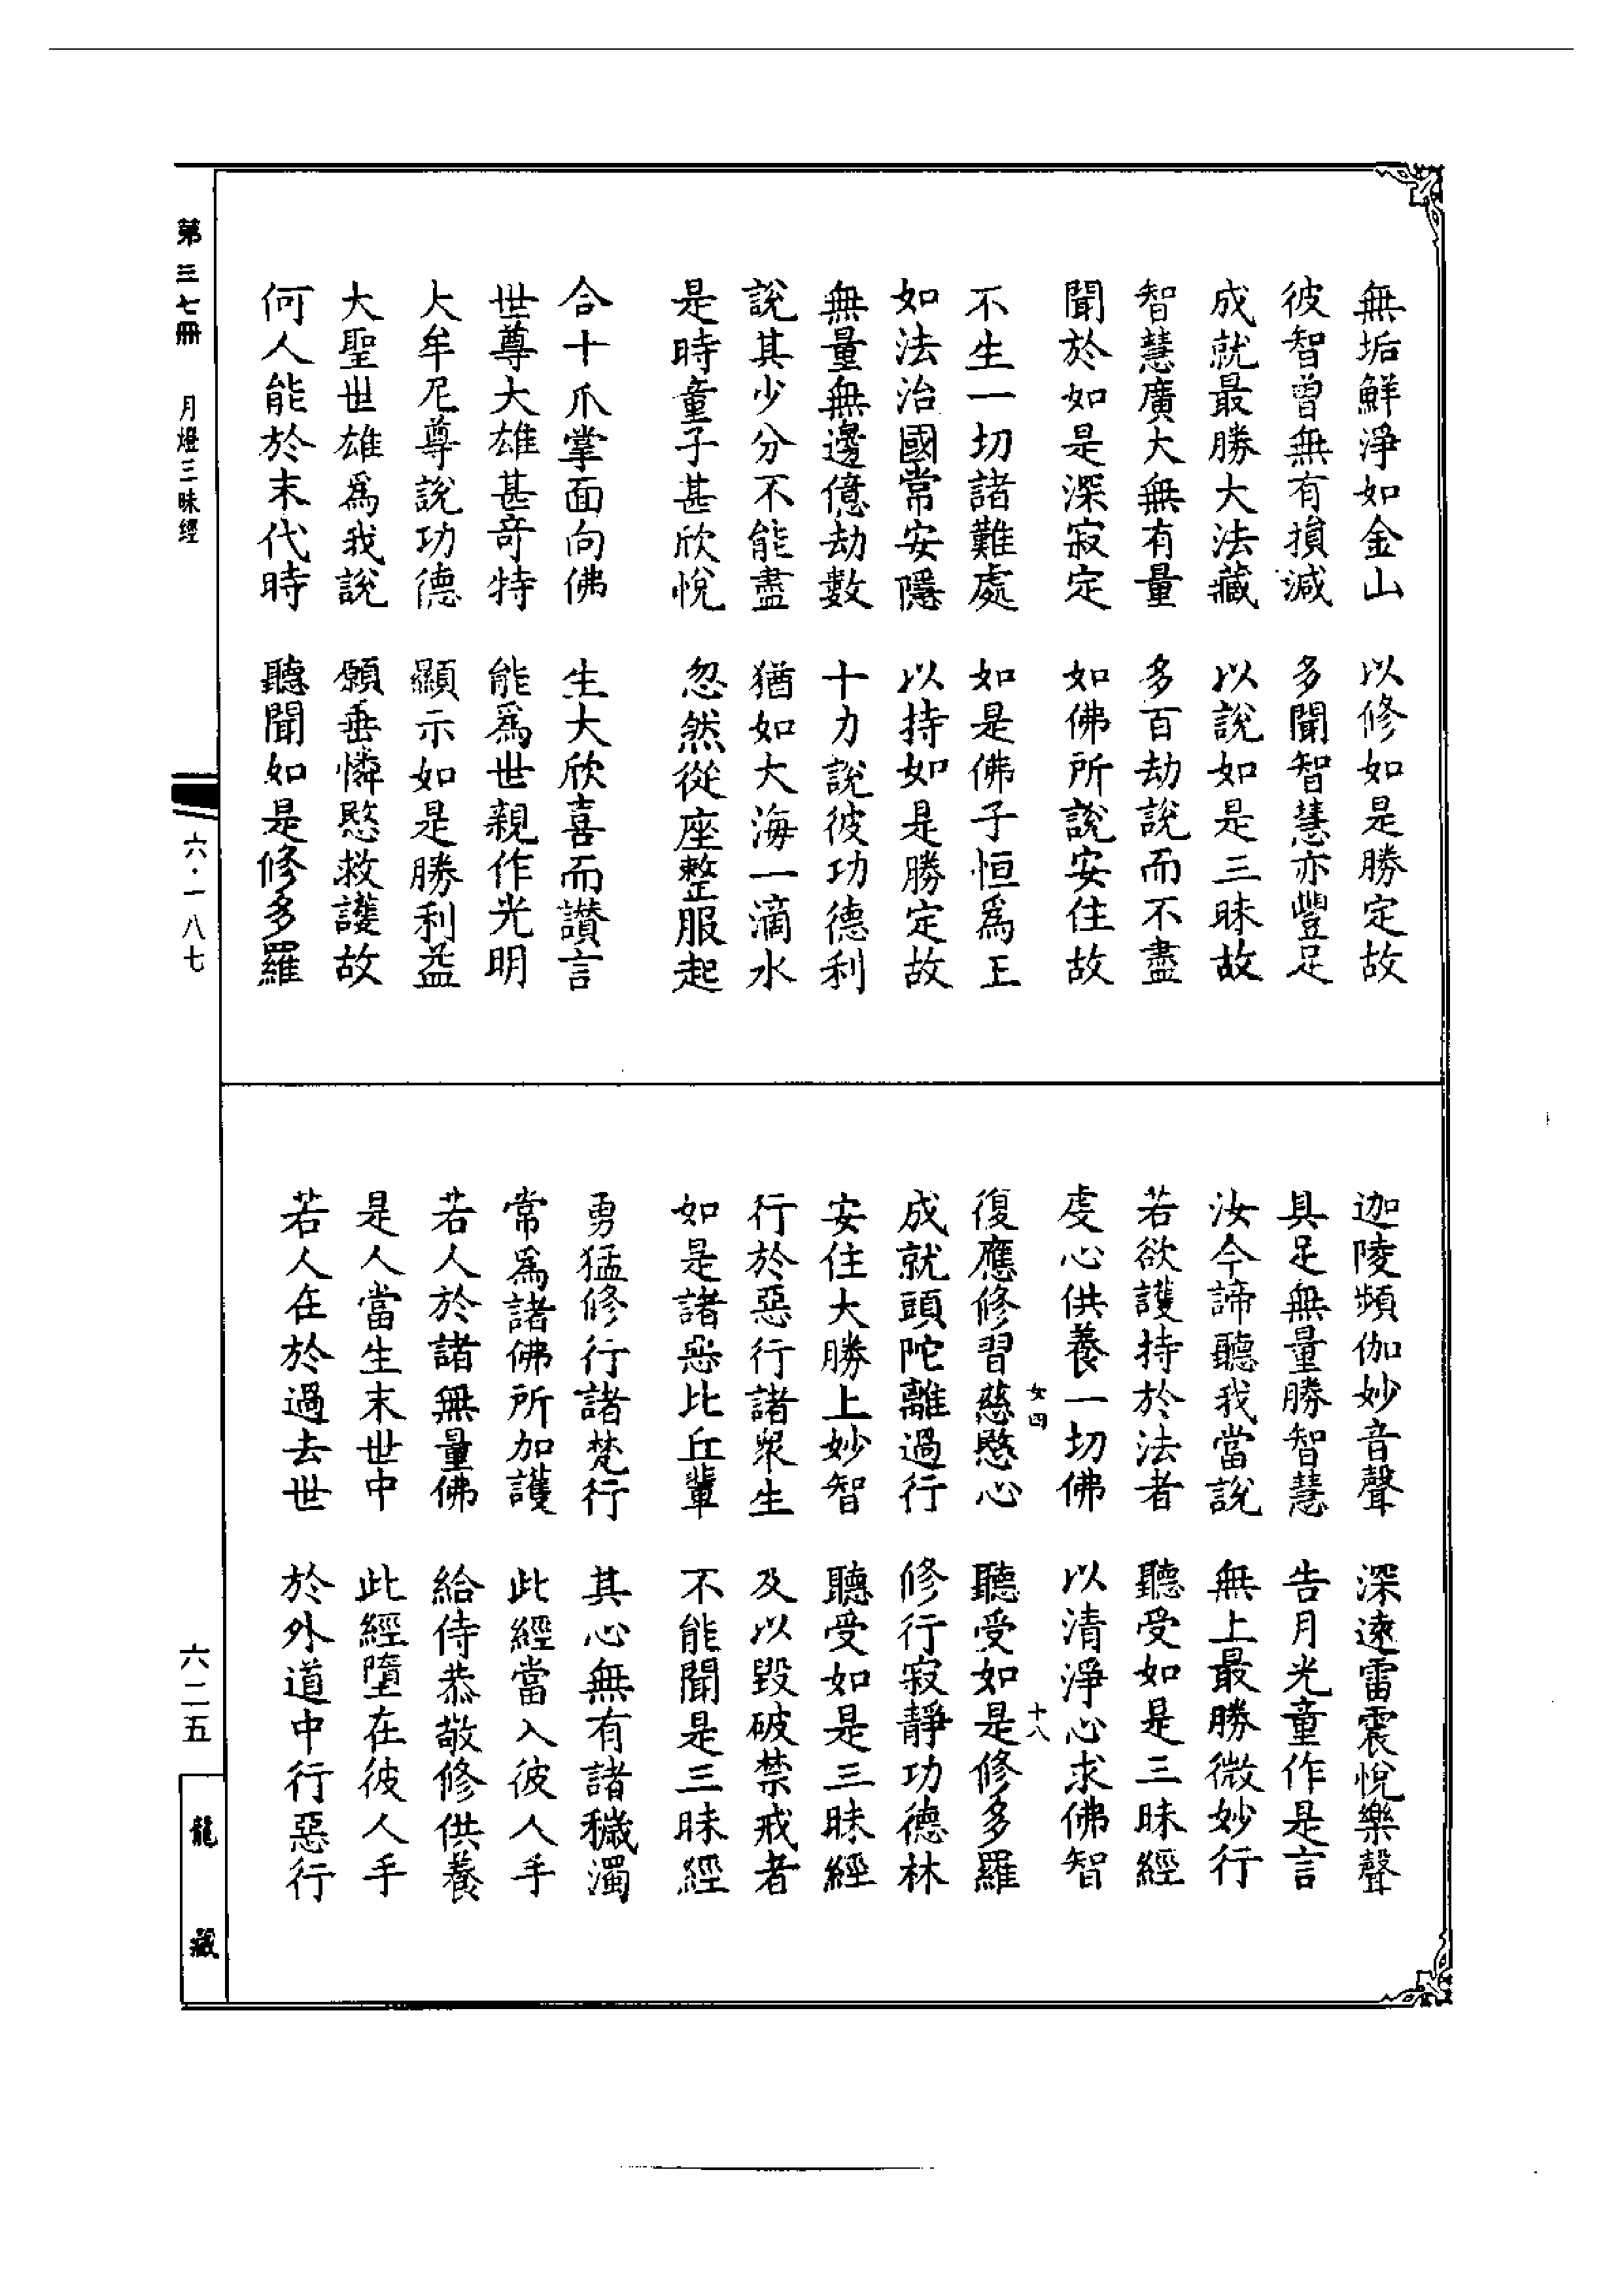 無垢鮮淨如金山　以修如是勝定故
彼智曾無有損減　多聞智慧亦豐足
成就最勝大法藏　以說如是三昧故
智慧廣大無有量　多百劫說而不盡
聞於如是深寂定　如佛所說安住故
不生一切諸難處　如是佛子恒為王
如法治國常安隱　以持如是勝定故
無量無邊億劫數　十力說彼功德利
說其少分不能盡　猶如大海一滴水
是時童子甚欣悅　忽然從座整服起
合十爪掌面向佛　生大欣喜而讚言
世尊大雄甚奇特　能為世親作光明
大牟尼尊說功德　顯示如是勝利益
大聖世雄為我說　願垂憐愍救護故
何人能於末代時　聽聞如是修多羅
迦陵頻伽妙音聲　深遠雷震悅樂聲
具足無量勝智慧　告月光童作是言
汝今諦聽我當說　無上最勝微妙行
若欲護持於法者　聽受如是三昧經
虔心供養一切佛　以清淨心求佛智
女四　十八
復應修習慈愍心　聽受如是修多羅
成就頭陀離過行　修行寂靜功德林
安住大勝上妙智　聽受如是三昧經
行於惡行諸眾生　及以毀破禁戒者
如是諸惡比丘輩　不能聞是三昧經
勇猛修行諸梵行　其心無有諸穢濁
常為諸佛所加護　此經當入彼人手
若人於諸無量佛　給侍恭敬修供養
是人當生末世中　此經墮在彼人手
若人在於過去世　於外道中行惡行
第三七冊　月燈三昧經
六·一八七
六二五
龍藏